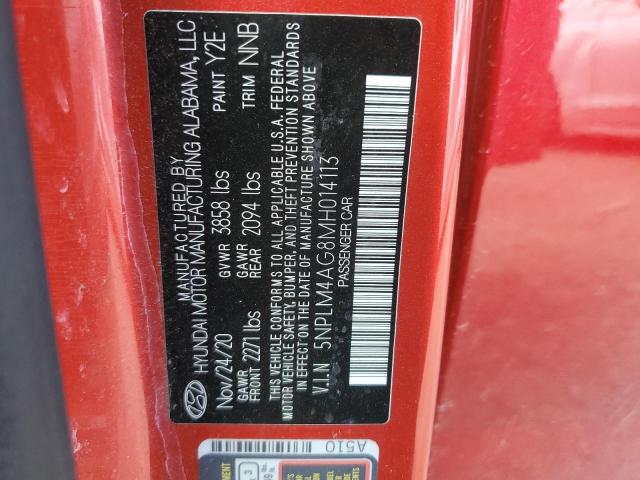 MANUFACTURED BY
HYUNDAI MOTOR MANUFACTURING ALABAMA, LLC
Nov/24/20 GVWR 3858 lbs PAINT Y2E
GAWR FRONT 2271 lbs GAWR REAR 2094 lbs TRIM NNB
THIS VEHICLE CONFORMS TO ALL APPLICABLE U.S.A. FEDERAL
MOTOR VEHICLE SAFETY, BUMPER, AND THEFT PREVENTION STANDARDS
IN EFFECT ON THE DATE OF MANUFACTURE SHOWN ABOVE
V.I.N 5NPLM4AG8MH014113
PASSENGER CAR
A510